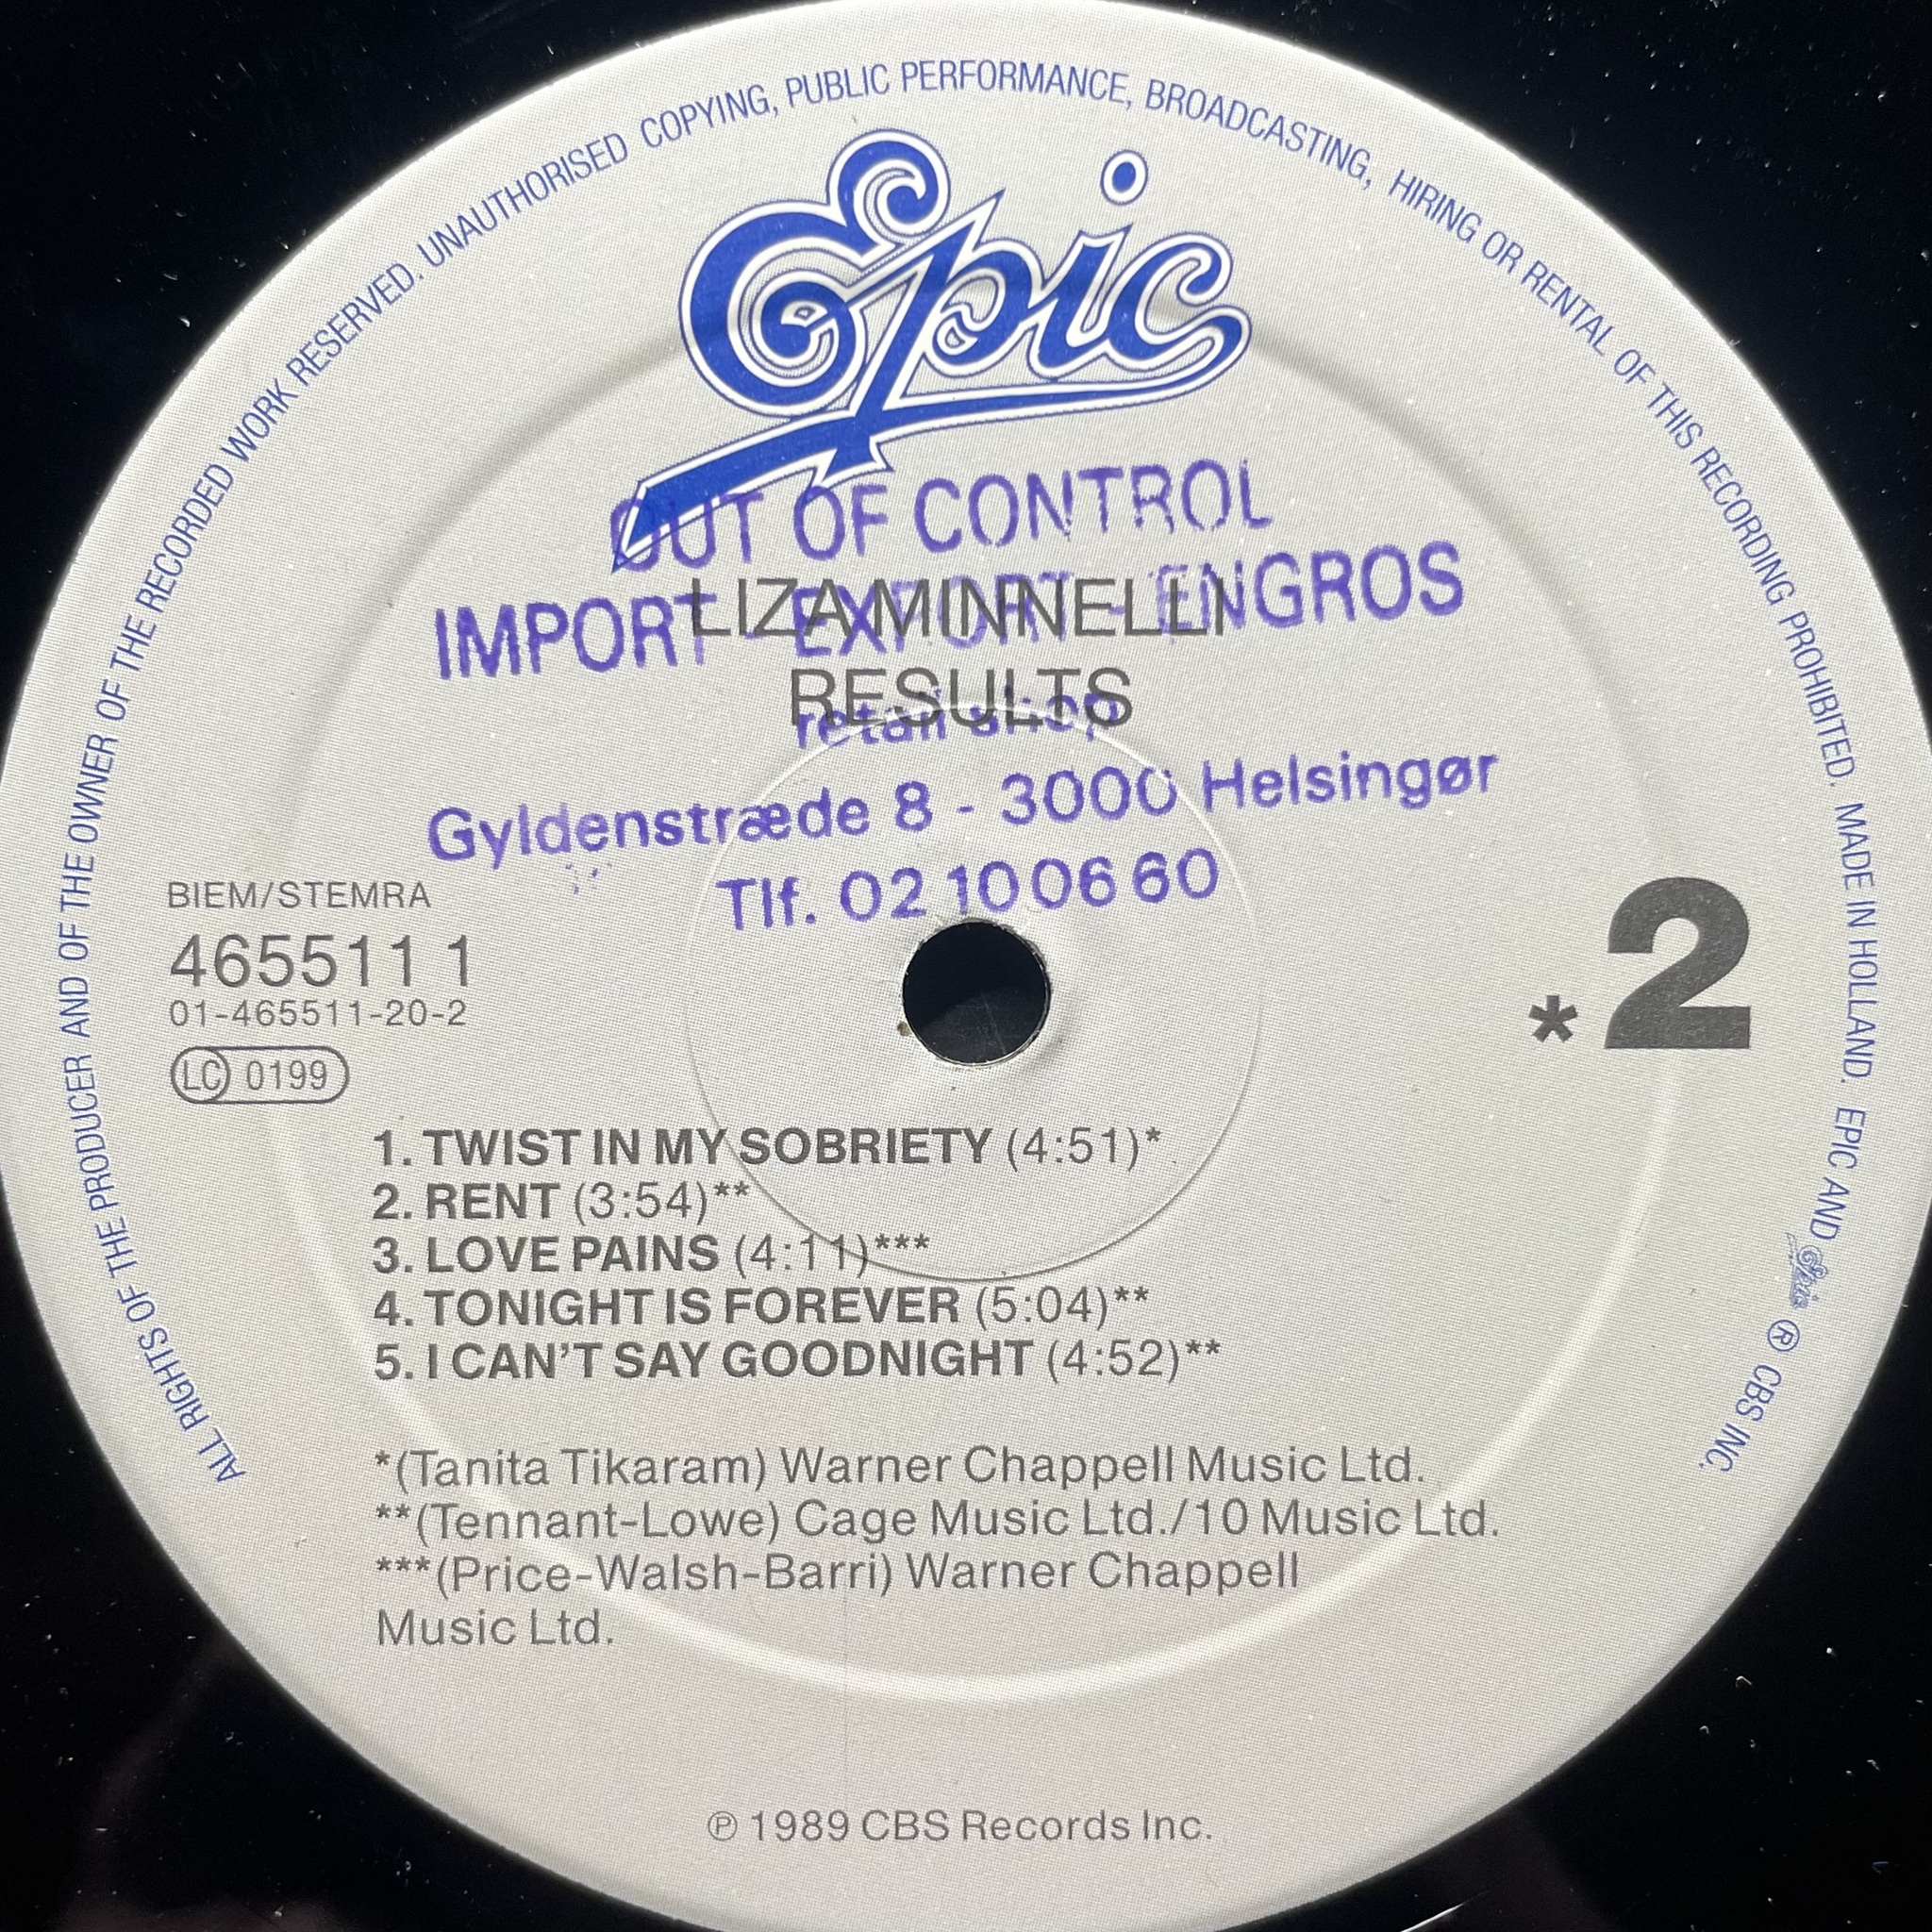 ALL RIGHTS OF THE PRODUCER AND OF THE OWNER OF THE RECORDED WORK RESERVED. UNAUTHORISED COPYING, PUBLIC PERFORMANCE, BROADCASTING, HIRING OR RENTAL OF THIS RECORDING PROHIBITED. MADE IN HOLLAND. EPIC AND Epic ® CBS INC.
Epic
OUT OF CONTROL
IMPORT - EXPORT - ENGROS
LIZA MINNELLI
RESULTS
retail shop
Gyldenstræde 8 - 3000 Helsingør
Tlf. 02 10 06 60
BIEM/STEMRA
465511 1
01-465511-20-2
LC 0199
*2
1. TWIST IN MY SOBRIETY (4:51)*
2. RENT (3:54)**
3. LOVE PAINS (4:11)***
4. TONIGHT IS FOREVER (5:04)**
5. I CAN'T SAY GOODNIGHT (4:52)**
*(Tanita Tikaram) Warner Chappell Music Ltd.
**(Tennant-Lowe) Cage Music Ltd./10 Music Ltd.
***(Price-Walsh-Barri) Warner Chappell
Music Ltd.
℗ 1989 CBS Records Inc.